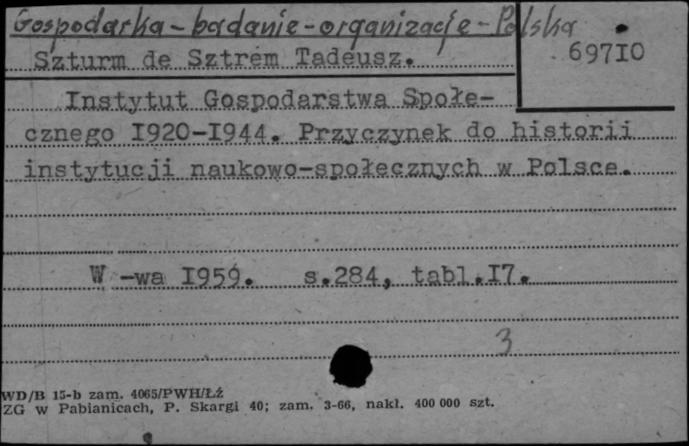 Gospodarka - badanie - organizacje - Polska
Szturm de Sztrem Tadeusz.
69710
Instytut Gospodarstwa Społe-
cznego 1920-1944. Przyczynek do historii
instytucji naukowo-społecznych w Polsce.
W -wa 1959. s.284, tabl.17.
3
WD/B 15-b zam. 4065/PWH/Łź
ZG w Pabianicach, P. Skargi 40; zam. 3-66, nakł. 400 000 szt.